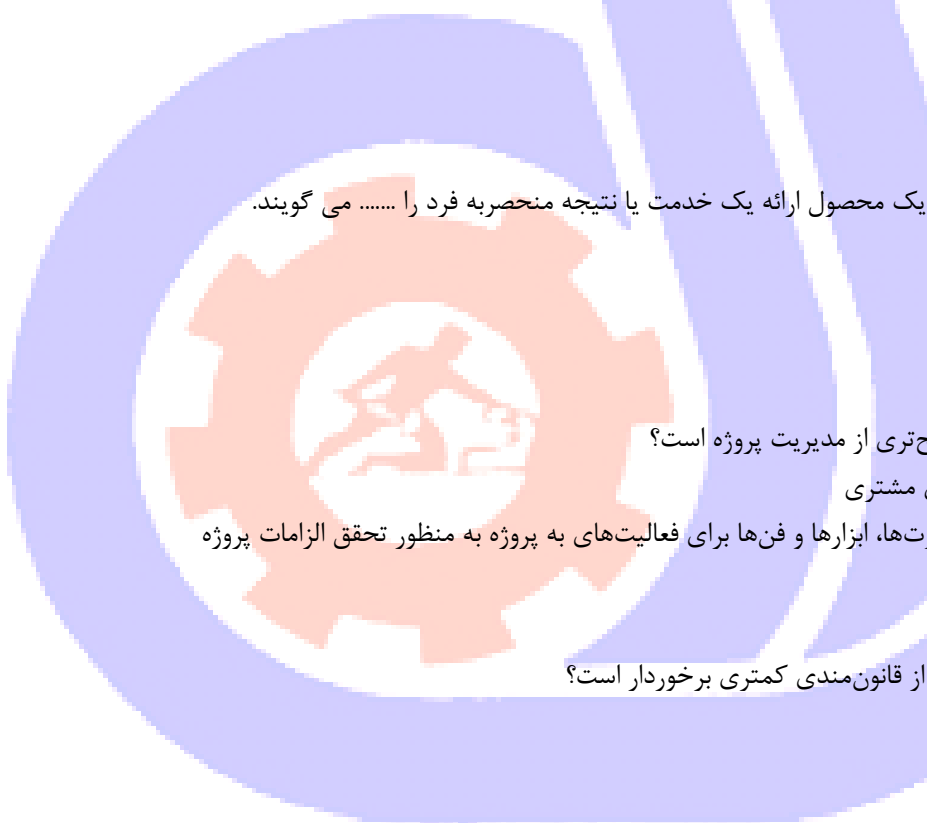 یک محصول ارائه یک خدمت یا نتیجه منحصربه فرد را ....... می گویند.
ح‌تری از مدیریت پروژه است؟
مشتری
ت‌ها، ابزارها و فن‌ها برای فعالیت‌های به پروژه به منظور تحقق الزامات پروژه
از قانون‌مندی کمتری برخوردار است؟